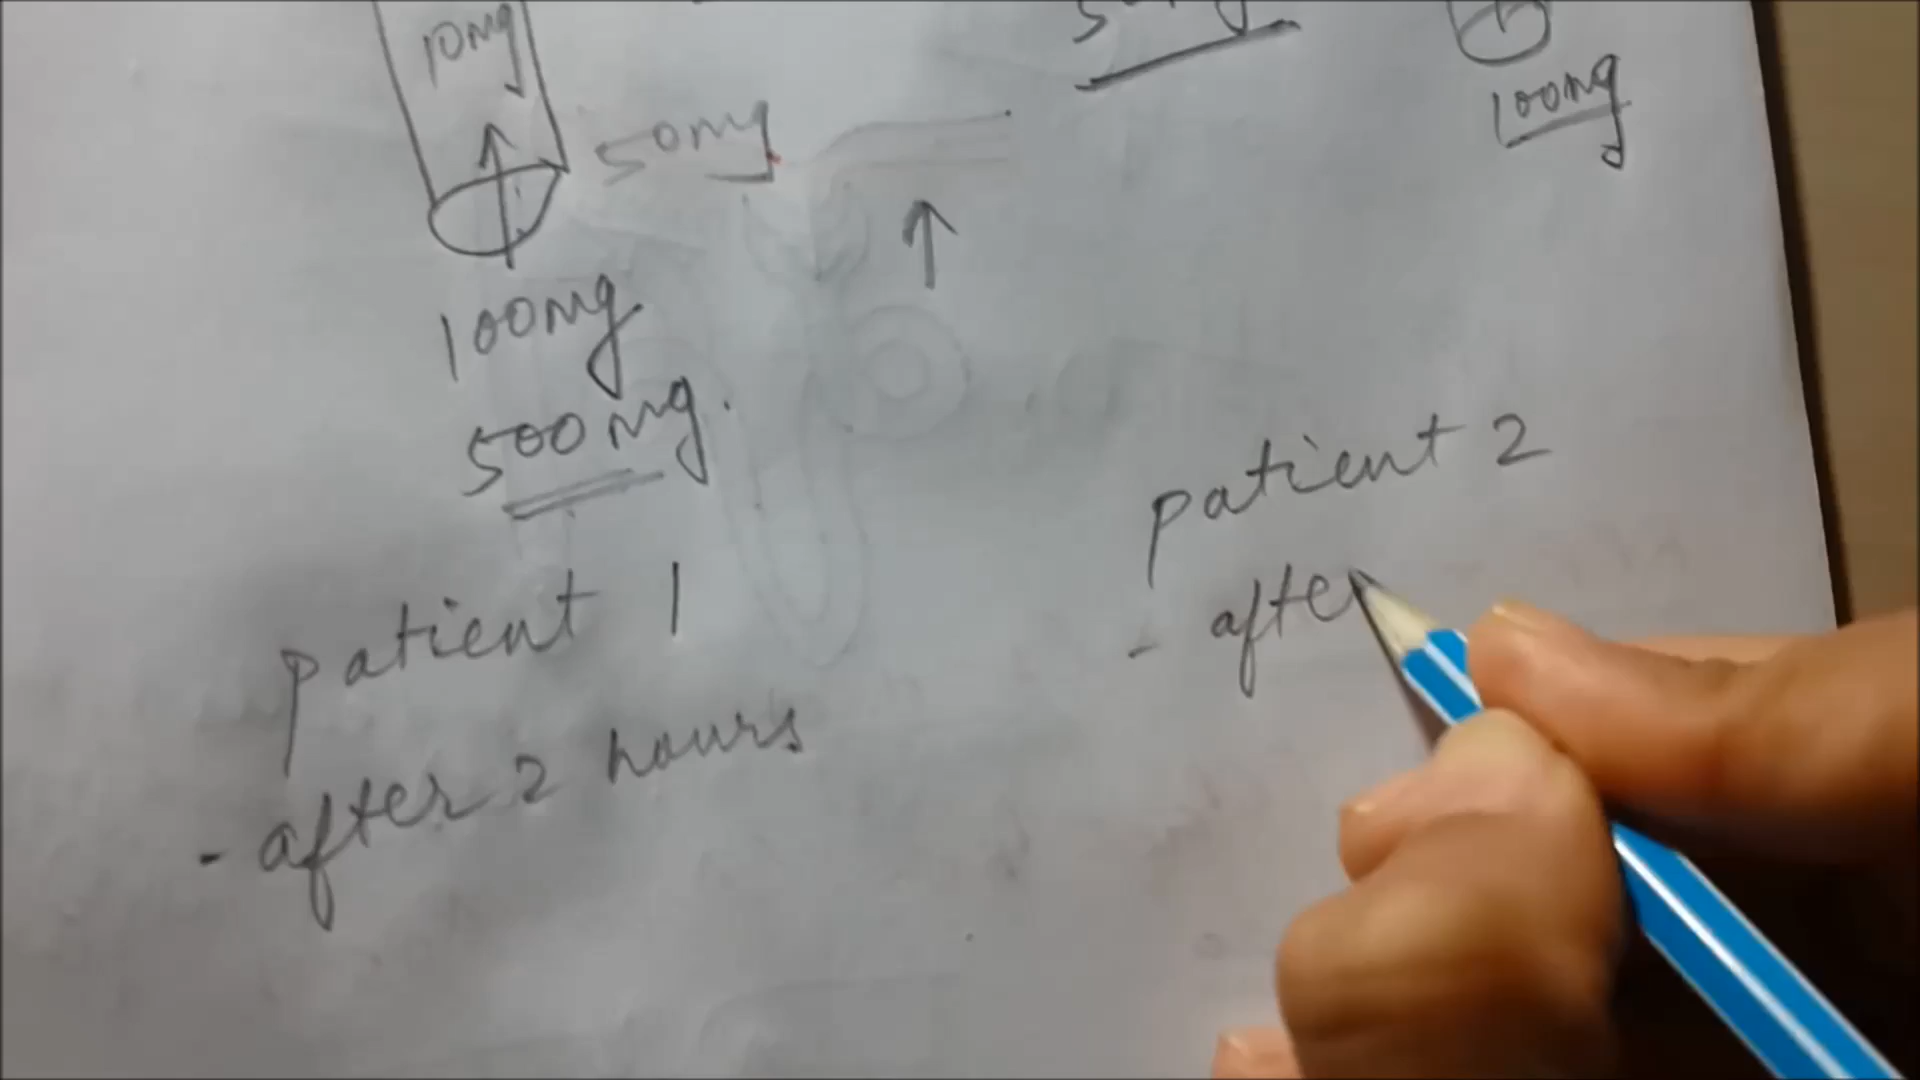 10mg
50mg
100mg
100mg
500mg.
patient 2
- after
patient 1
- after 2 hours